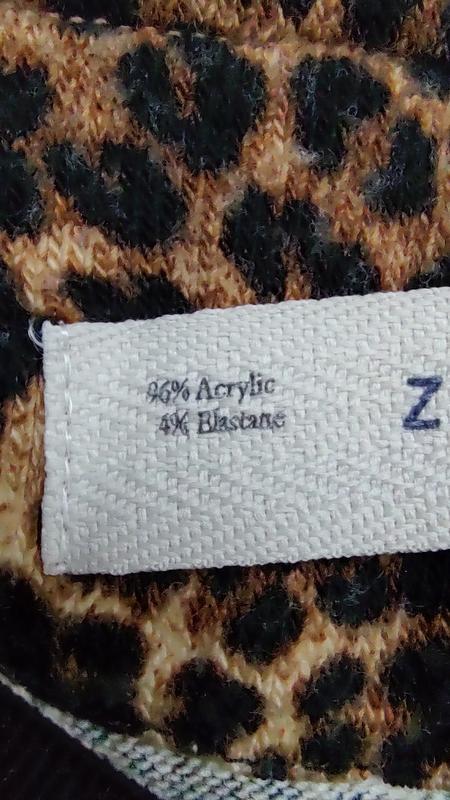 96% Acrylic
4% Elastane
Z